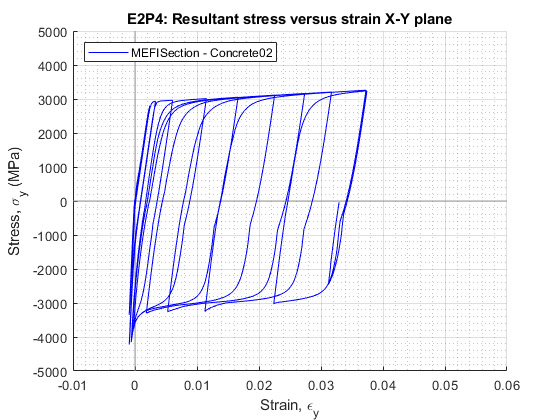 E2P4: Resultant stress versus strain X-Y plane
MEFISection - Concrete02
5000
4000
3000
2000
1000
0
-1000
-2000
-3000
-4000
-5000
Stress, σy (MPa)
-0.01 0 0.01 0.02 0.03 0.04 0.05 0.06
Strain, ϵy